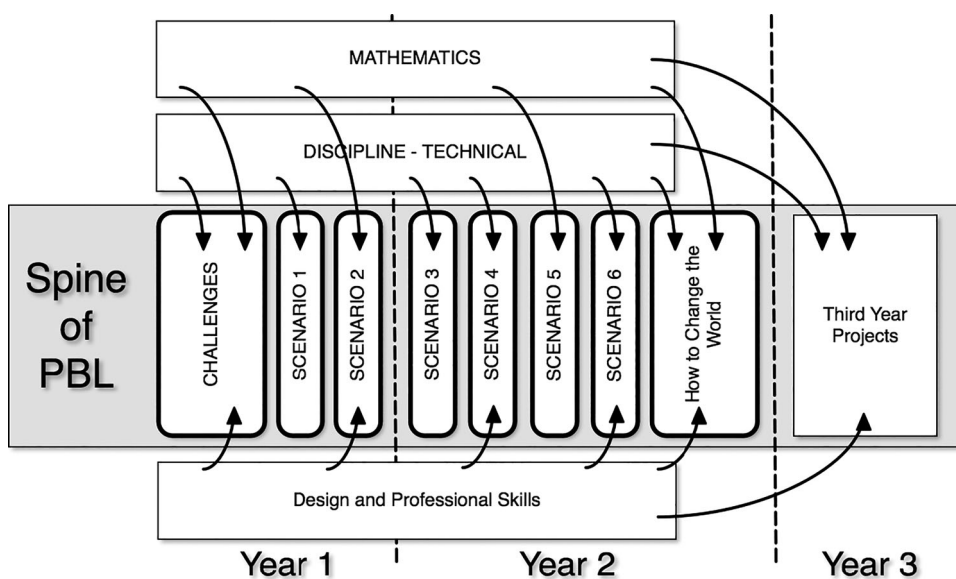 MATHEMATICS
DISCIPLINE - TECHNICAL
Spine
of
PBL
CHALLENGES
SCENARIO 1
SCENARIO 2
SCENARIO 3
SCENARIO 4
SCENARIO 5
SCENARIO 6
How to Change the
World
Third Year
Projects
Design and Professional Skills
Year 1
Year 2
Year 3